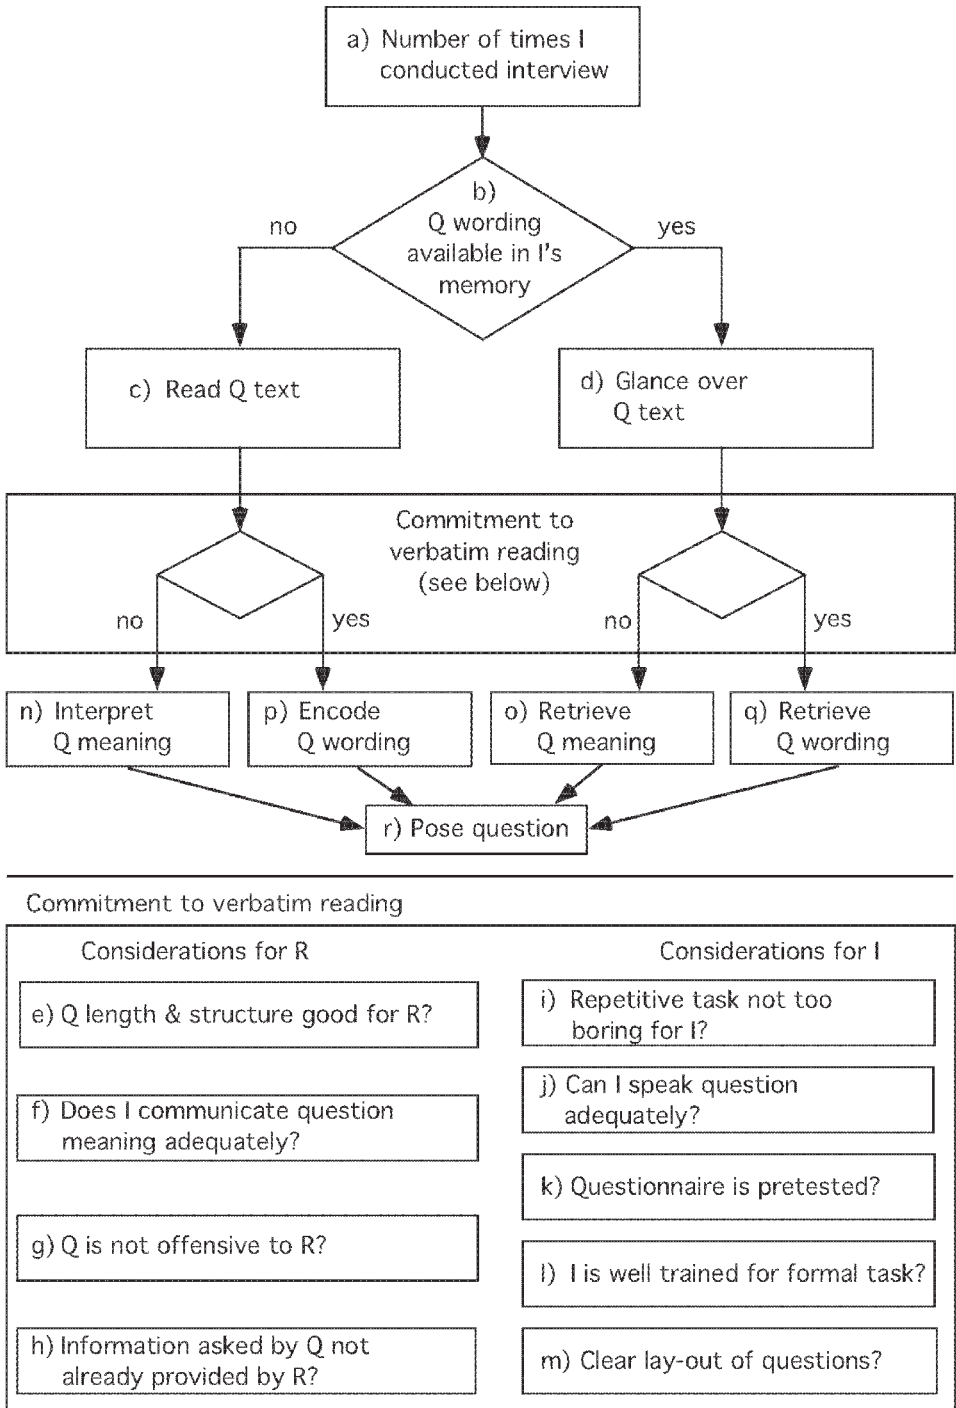 a) Number of times I
conducted interview
b)
Q wording
available in I's
memory
no
yes
c) Read Q text
d) Glance over
Q text
Commitment to
verbatim reading
(see below)
no
yes
no
yes
n) Interpret
Q meaning
p) Encode
Q wording
o) Retrieve
Q meaning
q) Retrieve
Q wording
r) Pose question
Commitment to verbatim reading
Considerations for R
e) Q length & structure good for R?
f) Does I communicate question
meaning adequately?
g) Q is not offensive to R?
h) Information asked by Q not
already provided by R?
Considerations for I
i) Repetitive task not too
boring for I?
j) Can I speak question
adequately?
k) Questionnaire is pretested?
l) I is well trained for formal task?
m) Clear lay-out of questions?